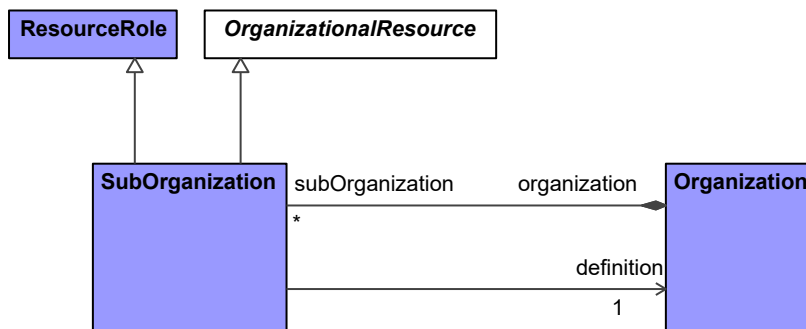 ResourceRole
OrganizationalResource
SubOrganization
subOrganization
organization
Organization
*
definition
1